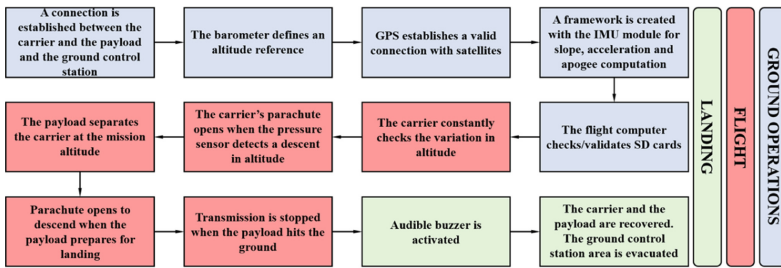 A connection is
established between the
carrier and the payload
and the ground control
station
The barometer defines an
altitude reference
GPS establishes a valid
connection with satellites
A framework is created
with the IMU module for
slope, acceleration and
apogee computation
The payload separates
the carrier at the mission
altitude
The carrier's parachute
opens when the pressure
sensor detects a descent
in altitude
The carrier constantly
checks the variation in
altitude
The flight computer
checks/validates SD cards
Parachute opens to
descend when the
payload prepares for
landing
Transmission is stopped
when the payload hits the
ground
Audible buzzer is
activated
The carrier and the
payload are recovered.
The ground control
station area is evacuated
LANDING
FLIGHT
GROUND OPERATIONS